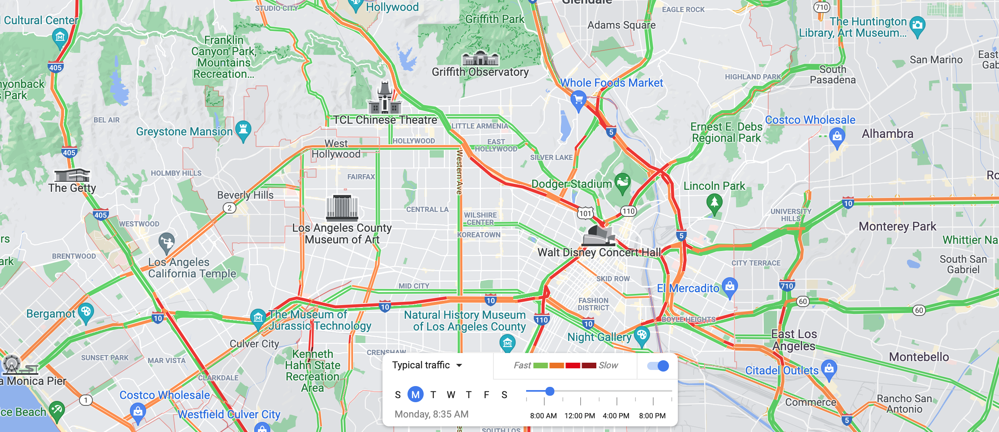 STUDIO CITY
Hollywood
Glendale
EAGLE ROCK
710
Cultural Center
Griffith Park
Adams Square
The Huntington
Library, Art Museum...
Franklin
Canyon Park,
Mountains
Recreation...
405
Griffith Observatory
San Marino
East
Gab
South
Pasadena
HIGHLAND PARK
nyonback
s Park
Whole Foods Market
BEL AIR
TCL Chinese Theatre
Greystone Mansion
LITTLE ARMENIA
5
Ernest E. Debs
Regional Park
Costco Wholesale
Alhambra
West
Hollywood
HOLLYWOOD
EAST
HOLLYWOOD
SILVER LAKE
405
Western Ave
HOLMBY HILLS
FAIRFAX
The Getty
Beverly Hills
Dodger Stadium
Lincoln Park
Ro
2
405
10
CENTRAL LA
WILSHIRE
CENTER
101
110
UNIVERSITY
HILLS
WESTWOOD
Los Angeles County
Museum of Art
KOREATOWN
5
Monterey Park
rs
Whittier Na
BRENTWOOD
Walt Disney Concert Hall
ark
Los Angeles
California Temple
CITY TERRACE
South San
Gabriel
SKID ROW
MID CITY
El Mercadito
710
10
10
FASHION
DISTRICT
60
60
Bergamot
10
The Museum of
Jurassic Technology
Natural History Museum
of Los Angeles County
110
10
BOYLE HEIGHTS
Night Gallery
East Los
Angeles
Culver City
SUNSET PARK
MAR VISTA
CRENSHAW
Kenneth
Hahn State
Recreation
Area
Montebello
a Monica Pier
CLARKDALE
Citadel Outlets
Typical traffic
Fast
Slow
S M T W T F S
Monday, 8:35 AM
8:00 AM 12:00 PM 4:00 PM 8:00 PM
Costco Wholesale
1
ce Beach
Westfield Culver City
Commerce
Rancho San
Antonio
5
es
SOUTH LOS